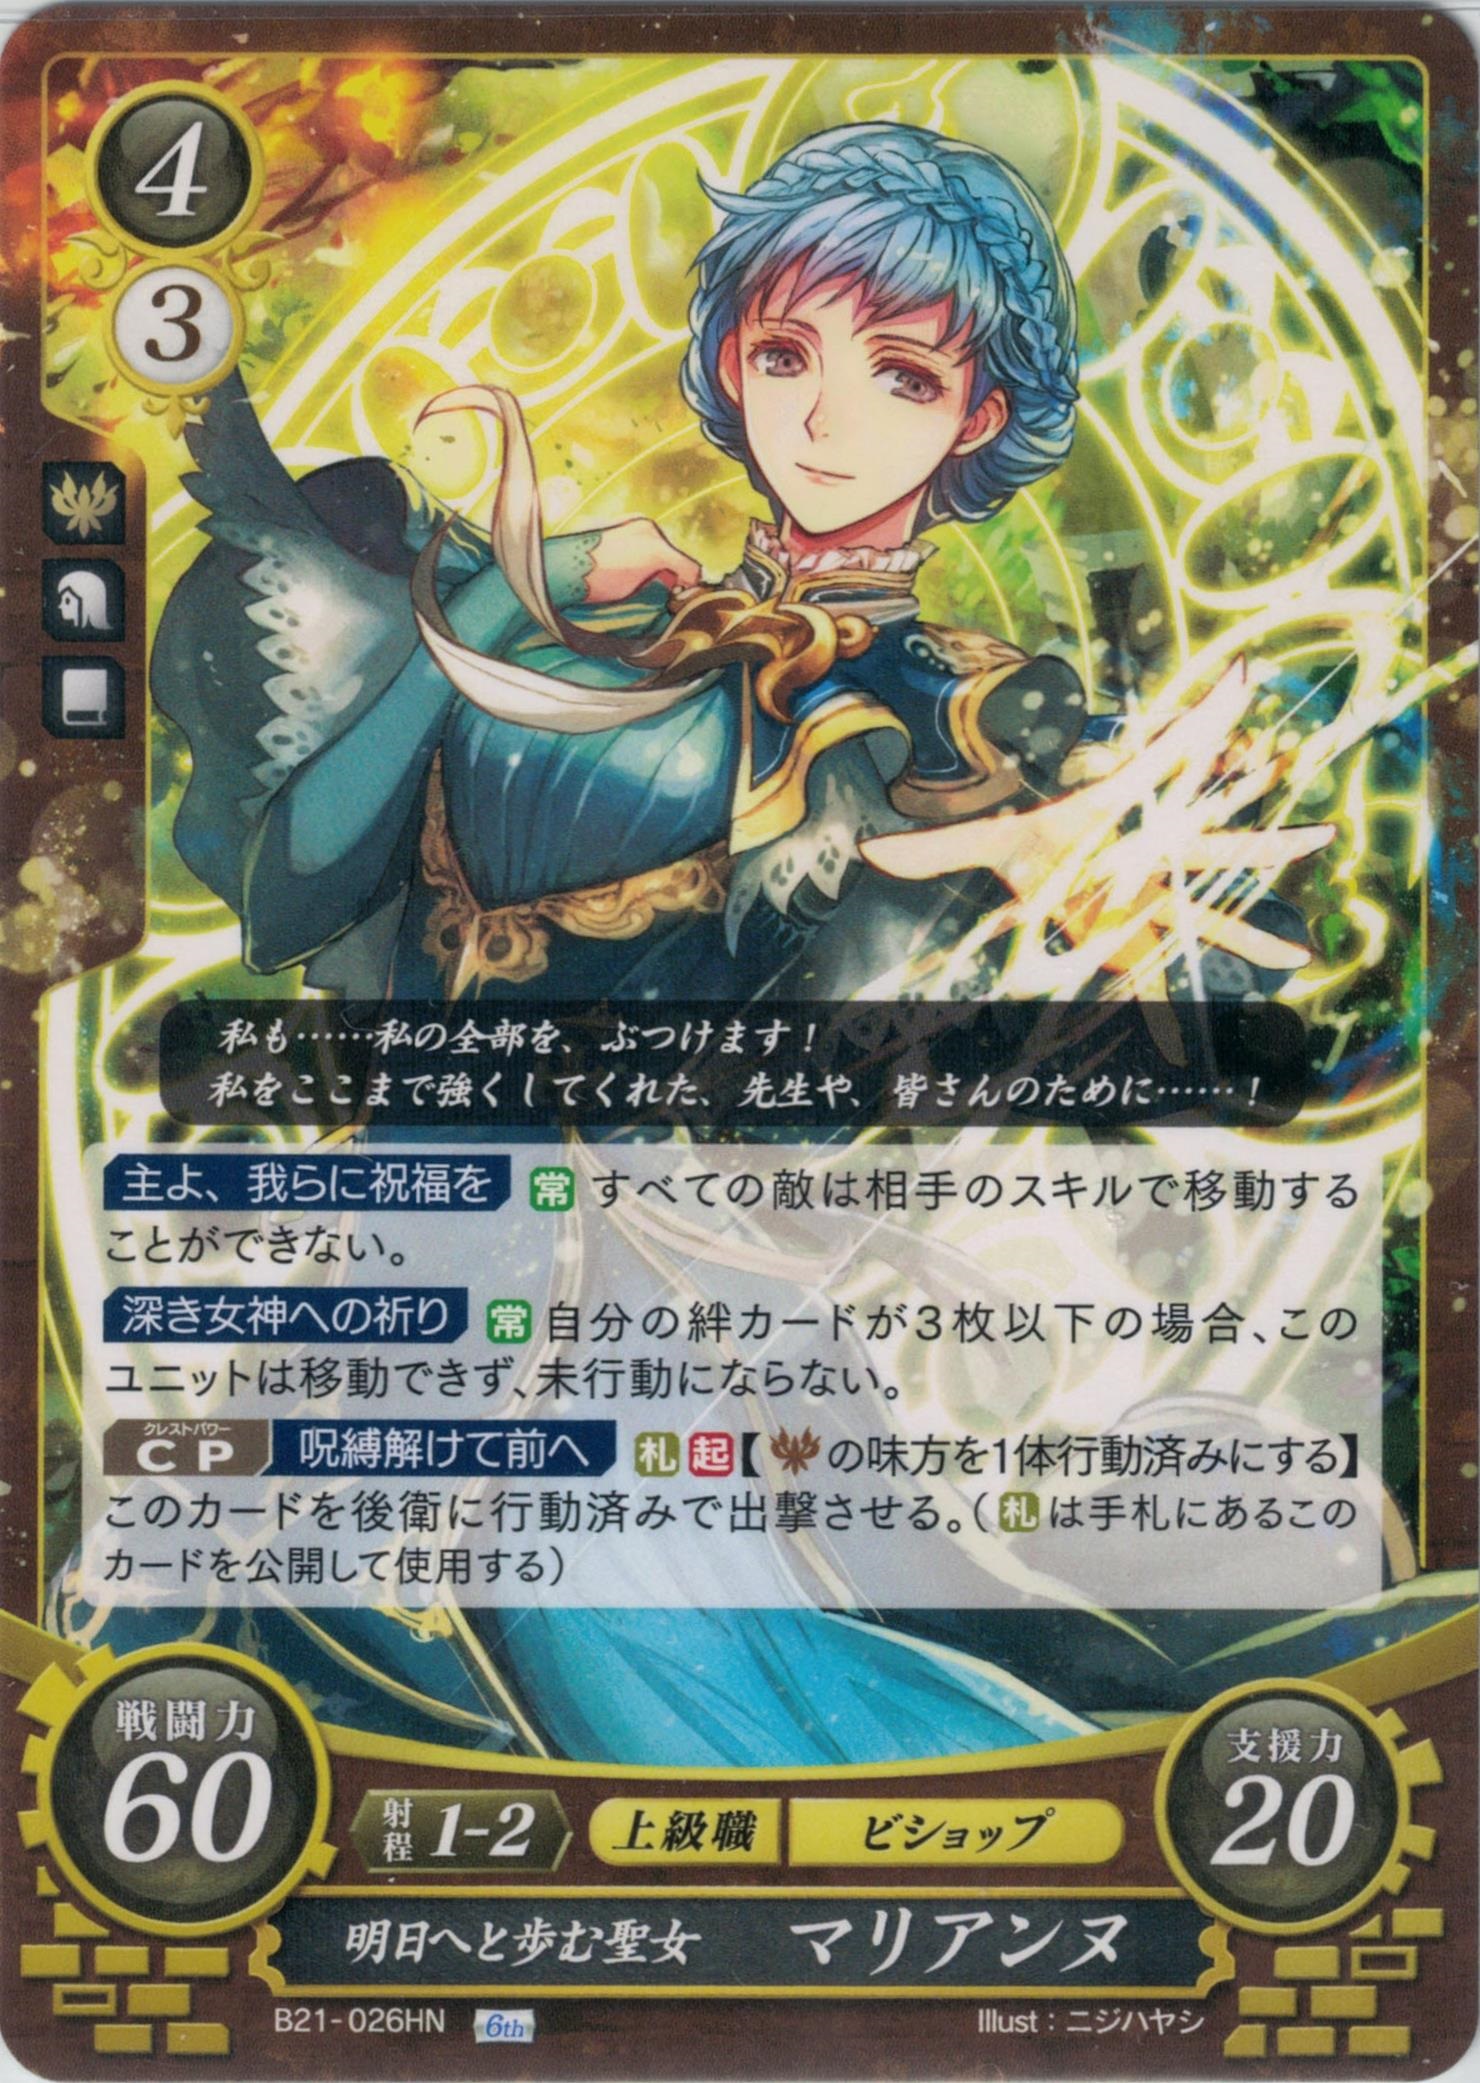 4
3
私も……私の全部を、ぶつけます！
私をここまで強くしてくれた、先生や、皆さんのために……！
主よ、我らに祝福を 常 すべての敵は相手のスキルで移動する
ことができない。
深き女神への祈り 常 自分の絆カードが3枚以下の場合、この
ユニットは移動できず、未行動にならない。
クレストパワー
CP 呪縛解けて前へ 札 起【の味方を1体行動済みにする】
このカードを後衛に行動済みで出撃させる。（札は手札にあるこの
カードを公開して使用する）
戦闘力
60
射程 1-2
上級職 ビショップ
支援力
20
明日へと歩む聖女 マリアンヌ
B21-026HN 6th Illust：ニジハヤシ